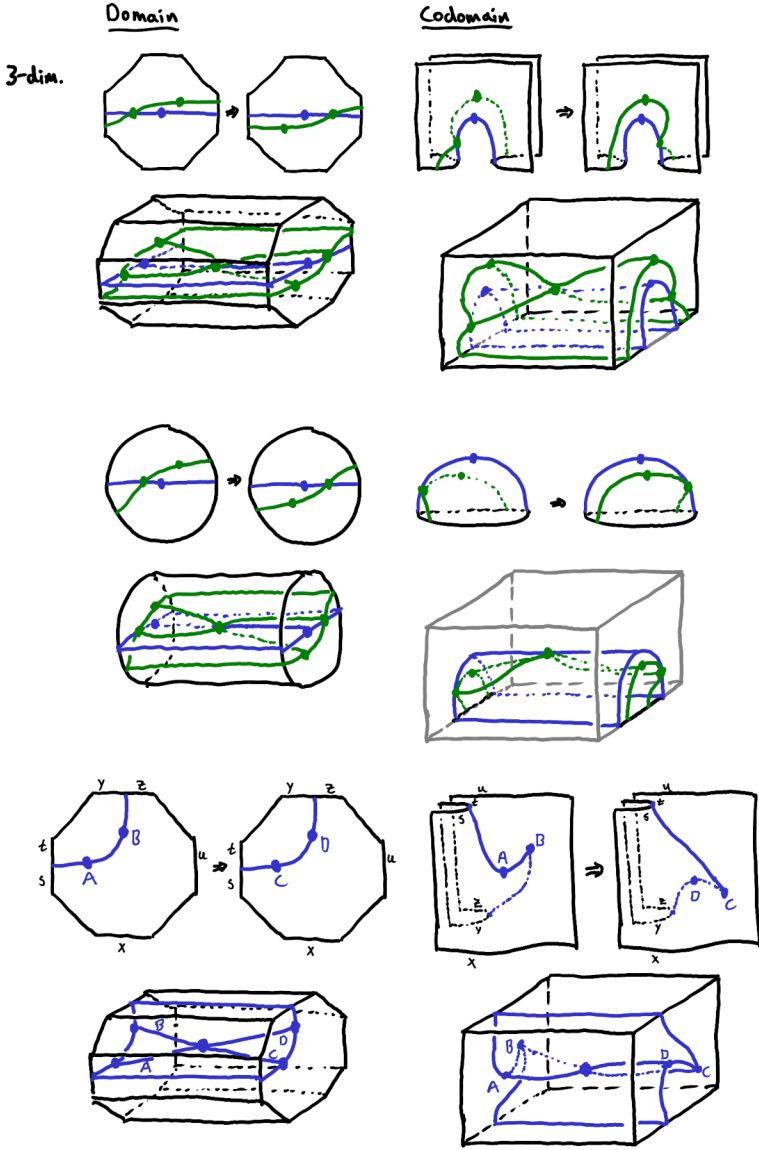 Domain Codomain
3-dim.
y z y z u u
t t s t s t
B D B
s A u s C u A z z D C
y y
x x x x
B D B D
A C A C